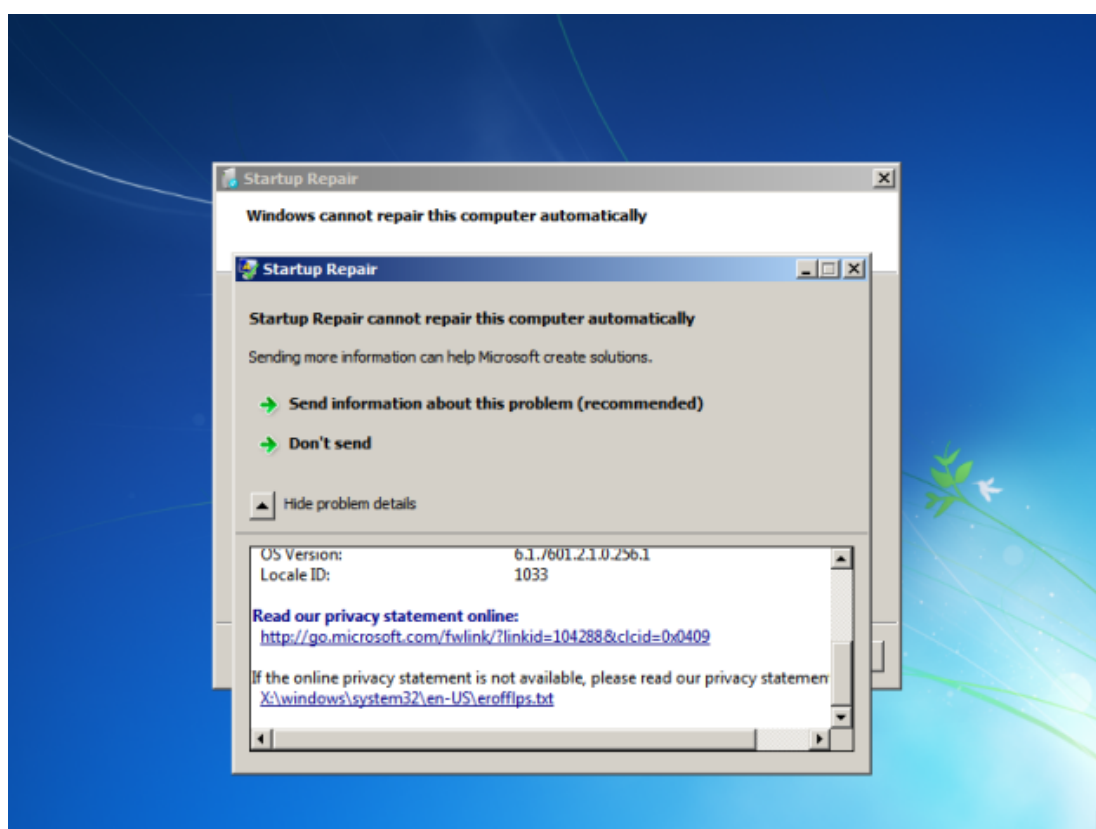 Startup Repair
Windows cannot repair this computer automatically
Startup Repair
Startup Repair cannot repair this computer automatically
Sending more information can help Microsoft create solutions.
Send information about this problem (recommended)
Don't send
Hide problem details
OS Version: 6.1.7601.2.1.0.256.1
Locale ID: 1033
Read our privacy statement online:
http://go.microsoft.com/fwlink/?linkid=104288&clcid=0x0409
If the online privacy statement is not available, please read our privacy statemen
X:\windows\system32\en-US\erofflps.txt